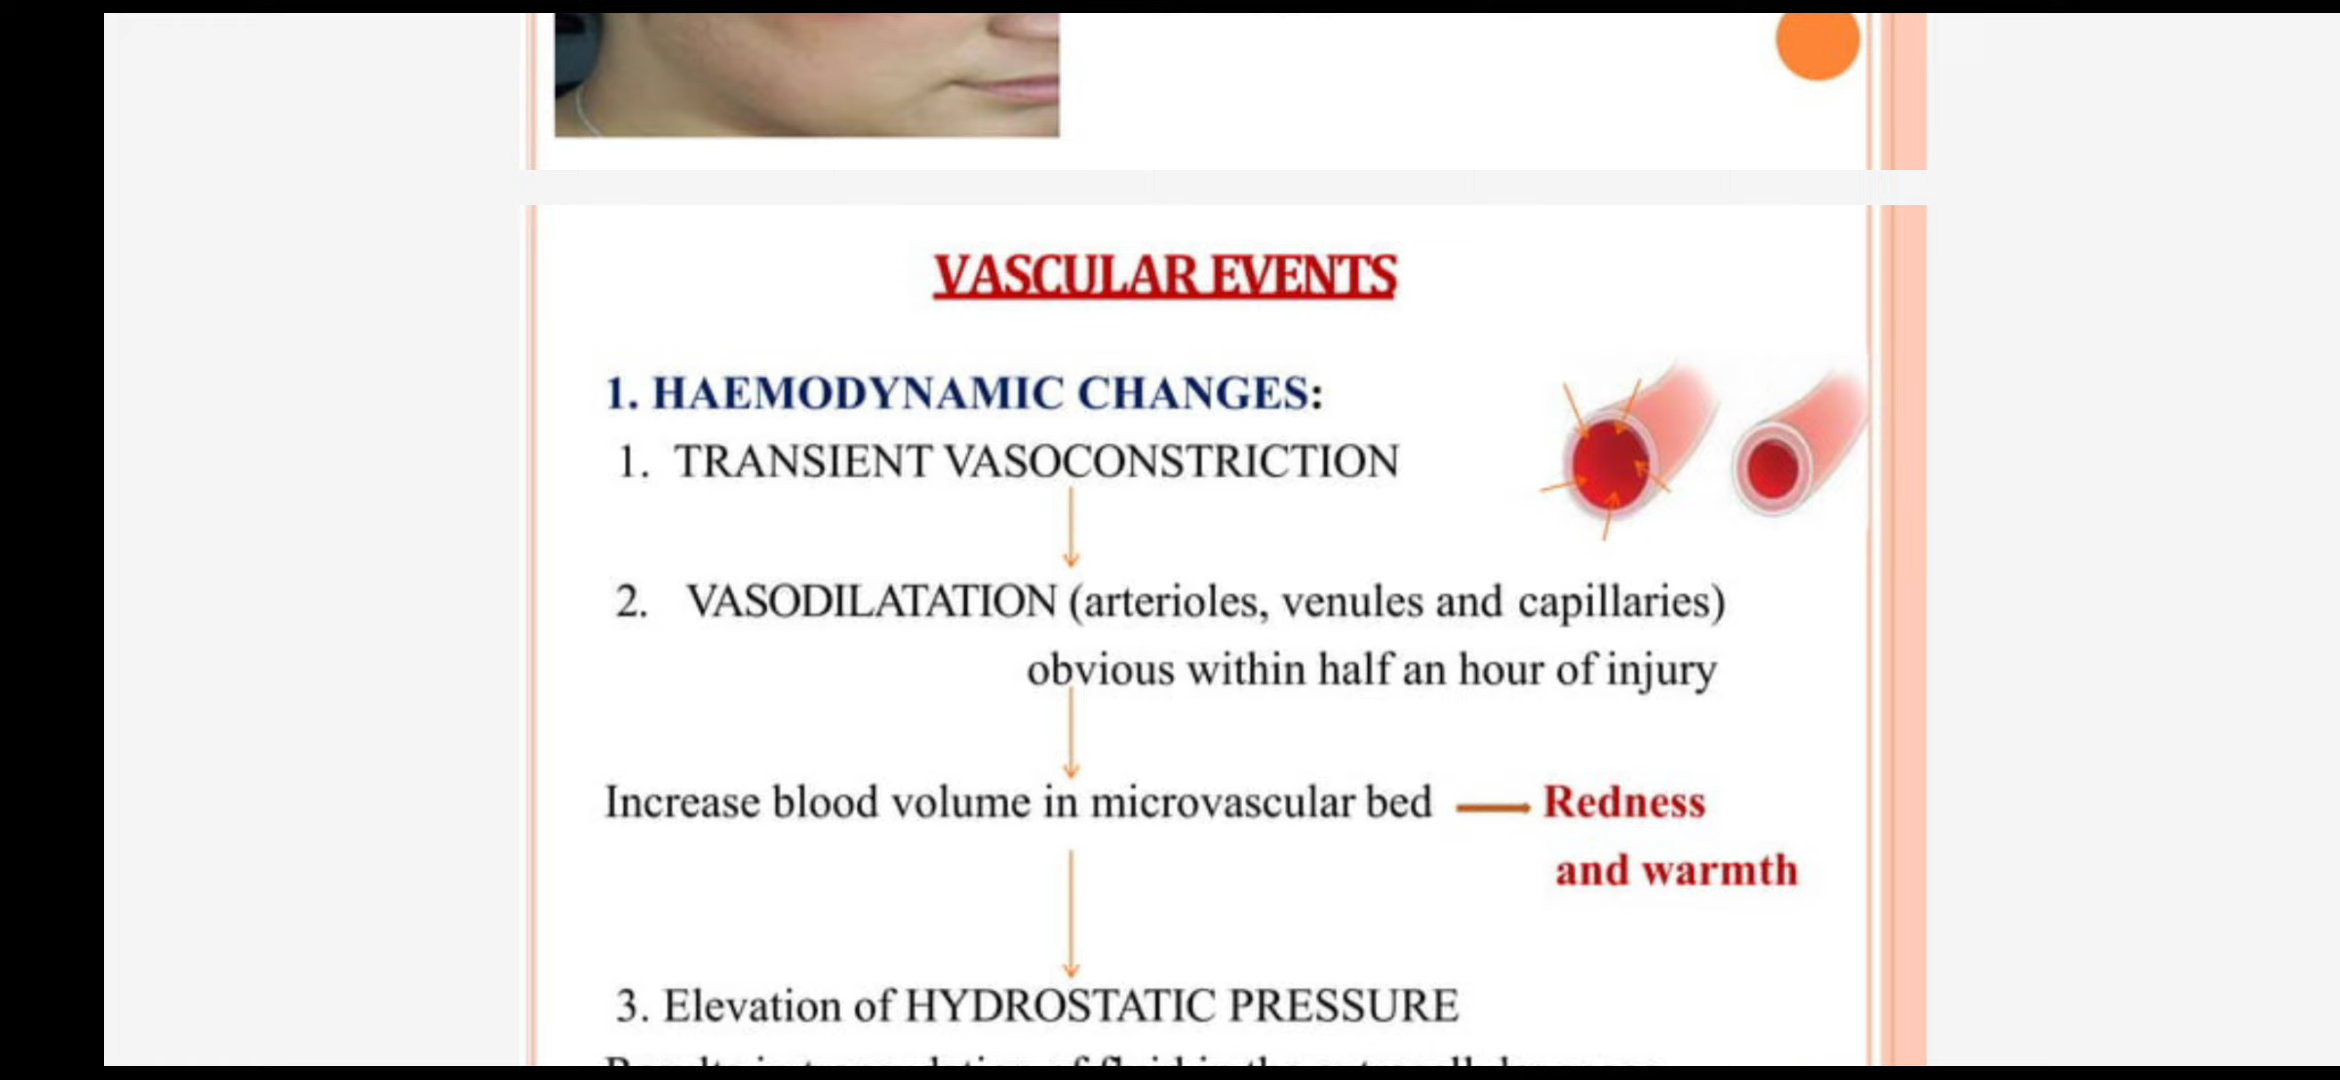 VASCULAR EVENTS
1. HAEMODYNAMIC CHANGES:
1. TRANSIENT VASOCONSTRICTION
2. VASODILATATION (arterioles, venules and capillaries)
obvious within half an hour of injury
Increase blood volume in microvascular bed Redness
and warmth
3. Elevation of HYDROSTATIC PRESSURE